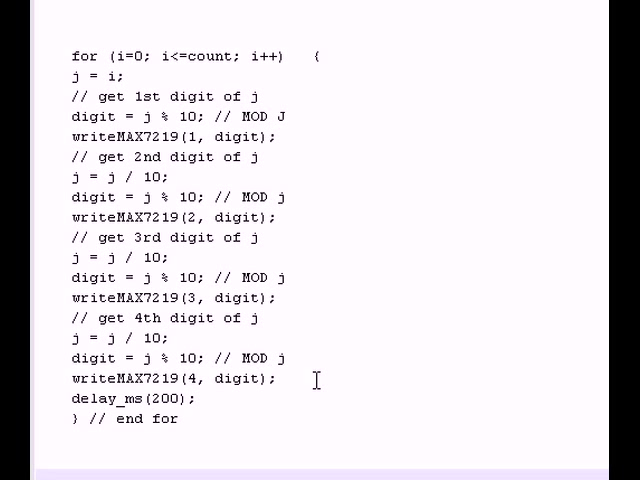 for (i=0; i<=count; i++)   {
j = i;
// get 1st digit of j
digit = j % 10; // MOD J
writeMAX7219(1, digit);
// get 2nd digit of j
j = j / 10;
digit = j % 10; // MOD j
writeMAX7219(2, digit);
// get 3rd digit of j
j = j / 10;
digit = j % 10; // MOD j
writeMAX7219(3, digit);
// get 4th digit of j
j = j / 10;
digit = j % 10; // MOD j
writeMAX7219(4, digit);
delay_ms(200);
} // end for